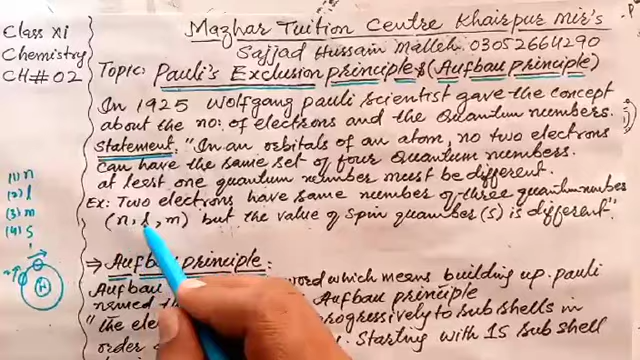 Class XI
Chemistry
CH# 02
Mazhar Tuition Centre Khairpur Mir's
Sajjad Hussain Malleh 03052664290
Topic: Pauli's Exclusion principle & (Aufbau principle)
In 1925 Wolfgang pauli scientist gave the concept
about the no: of electrons and the Quantum numbers.
Statement: "In an orbitals of an atom, no two electrons
can have the same set of four Quantum numbers.
at least one quantum number must be different.
Ex: Two electrons have same number of three quantum numbers
(n, l, m) but the value of spin quamber (s) is different".
(1) n
(2) l
(3) m
(4) s
N
⇒ Aufbau principle:
Aufbau word which means building up. pauli
named th Aufbau principle
"the ele progressively to sub shells in
order Starting with 1s sub shell